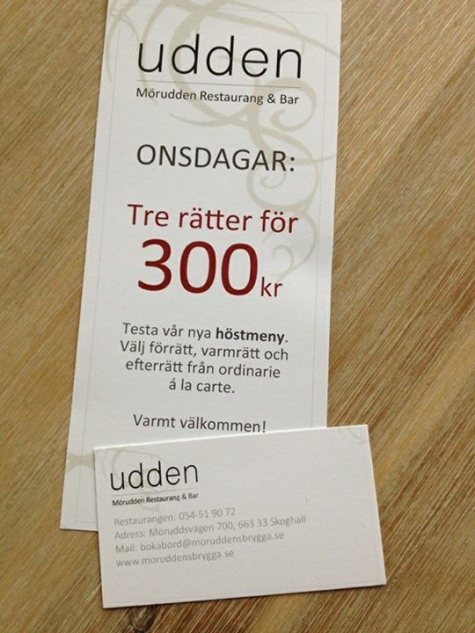 udden
Mörudden Restaurang & Bar
ONSDAGAR:
Tre rätter för
300kr
Testa vår nya höstmeny.
Välj förrätt, varmrätt och
efterrätt från ordinarie
á la carte.
Varmt välkommen!
udden
Mörudden Restaurang & Bar
Restaurangen: 054-51 90 72
Adress: Möruddsvägen 700, 663 33 Skoghall
Mail: bokabord@moruddensbrygga.se
www.moruddensbrygga.se